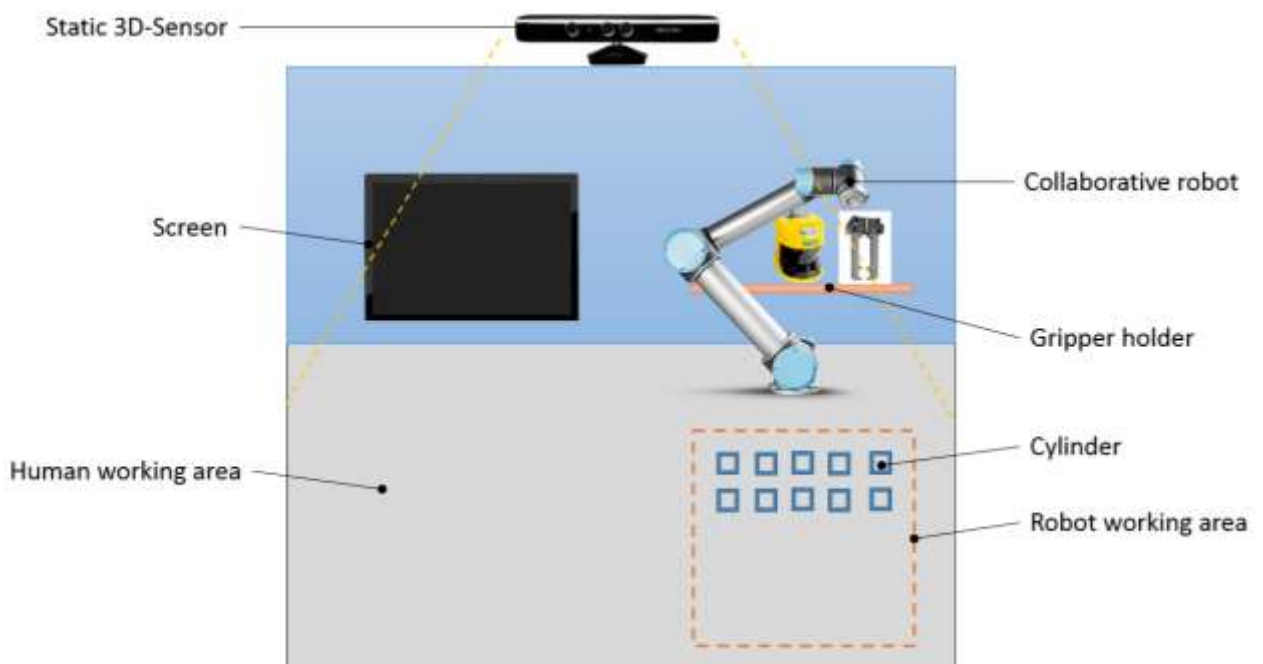 Static 3D-Sensor
Collaborative robot
Screen
Gripper holder
Cylinder
Human working area
Robot working area